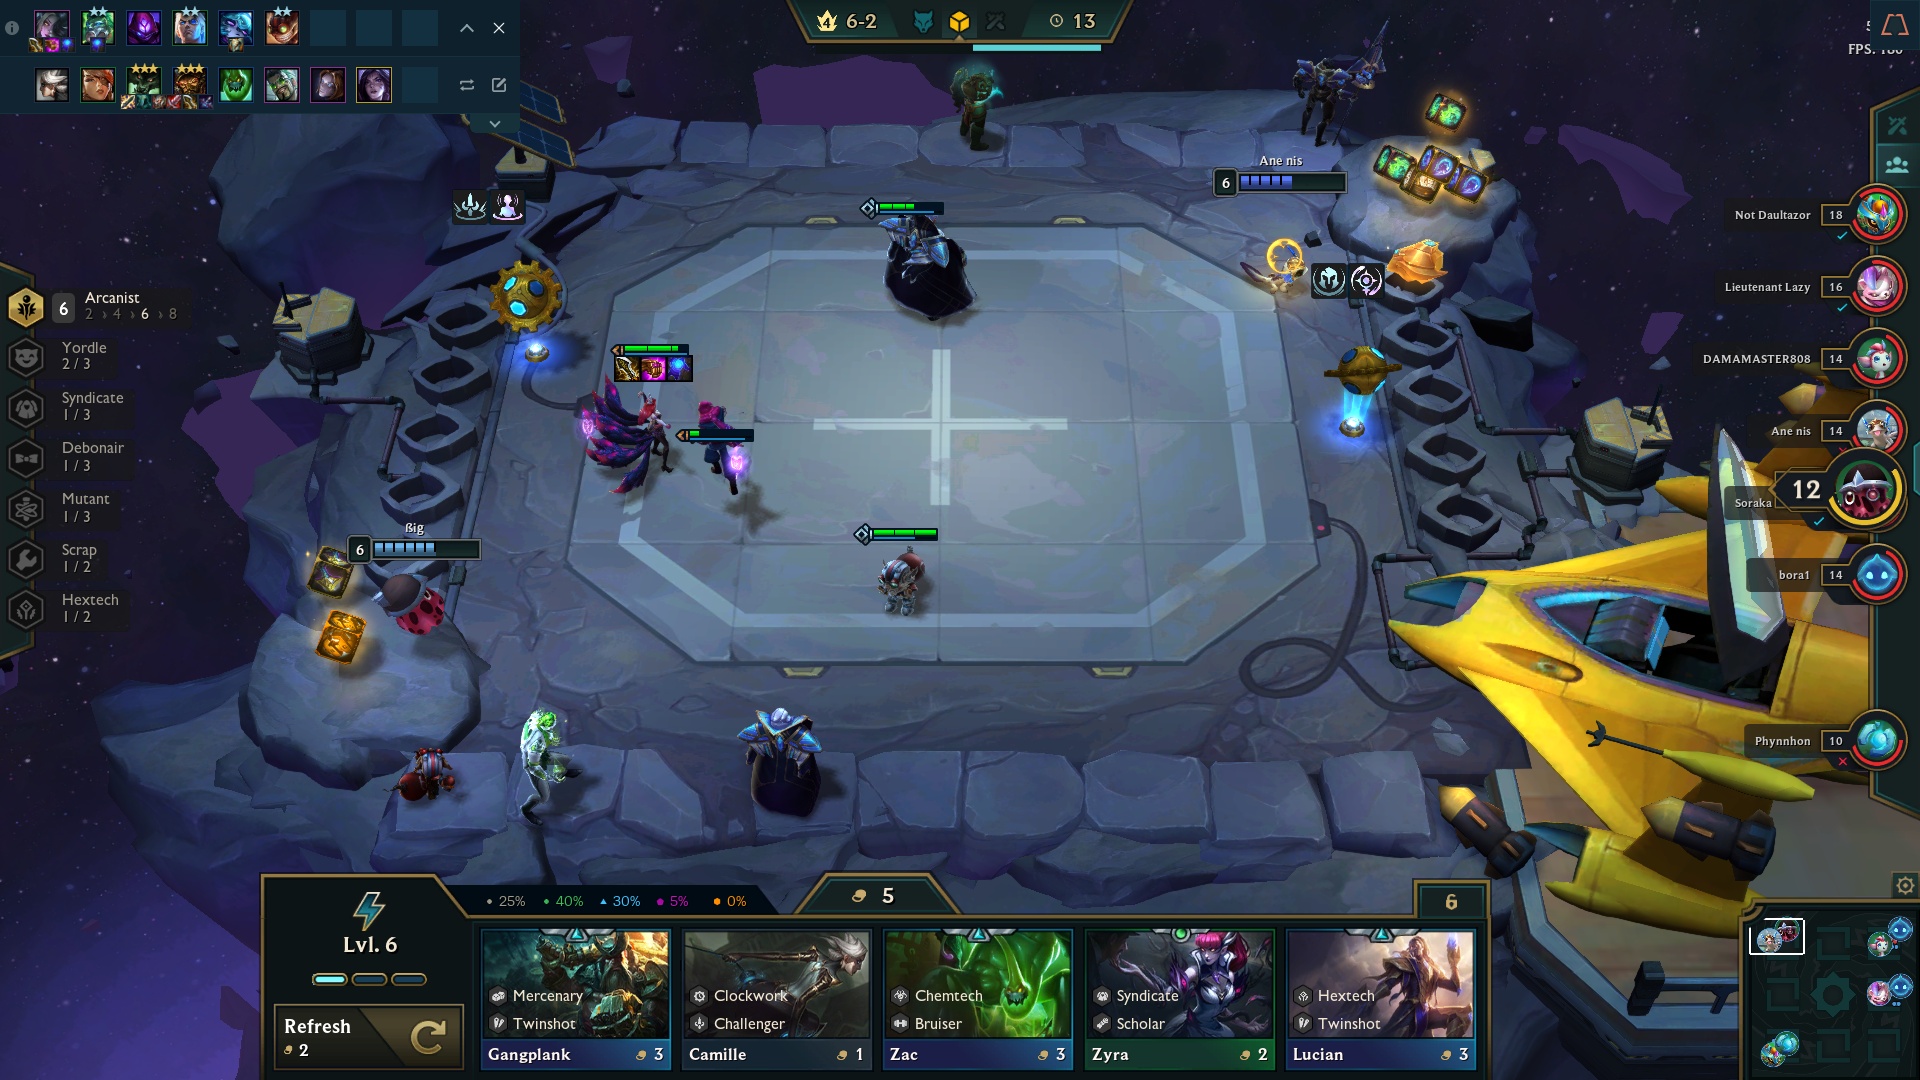 6-2
13
FPS: 180
Ane nis
6
Not Daultazor
18
Lieutenant Lazy
16
DAMAMASTER808
14
Ane nis
14
Soraka
12
bora1
14
Phynnhon
10
6
Arcanist
2 › 4 › 6 › 8
Yordle
2 / 3
Syndicate
1 / 3
Debonair
1 / 3
Mutant
1 / 3
Scrap
1 / 2
Hextech
1 / 2
ßig
6
25%
40%
30%
5%
0%
5
6
Lvl. 6
Refresh
2
Mercenary
Twinshot
Gangplank
3
Clockwork
Challenger
Camille
1
Chemtech
Bruiser
Zac
3
Syndicate
Scholar
Zyra
2
Hextech
Twinshot
Lucian
3